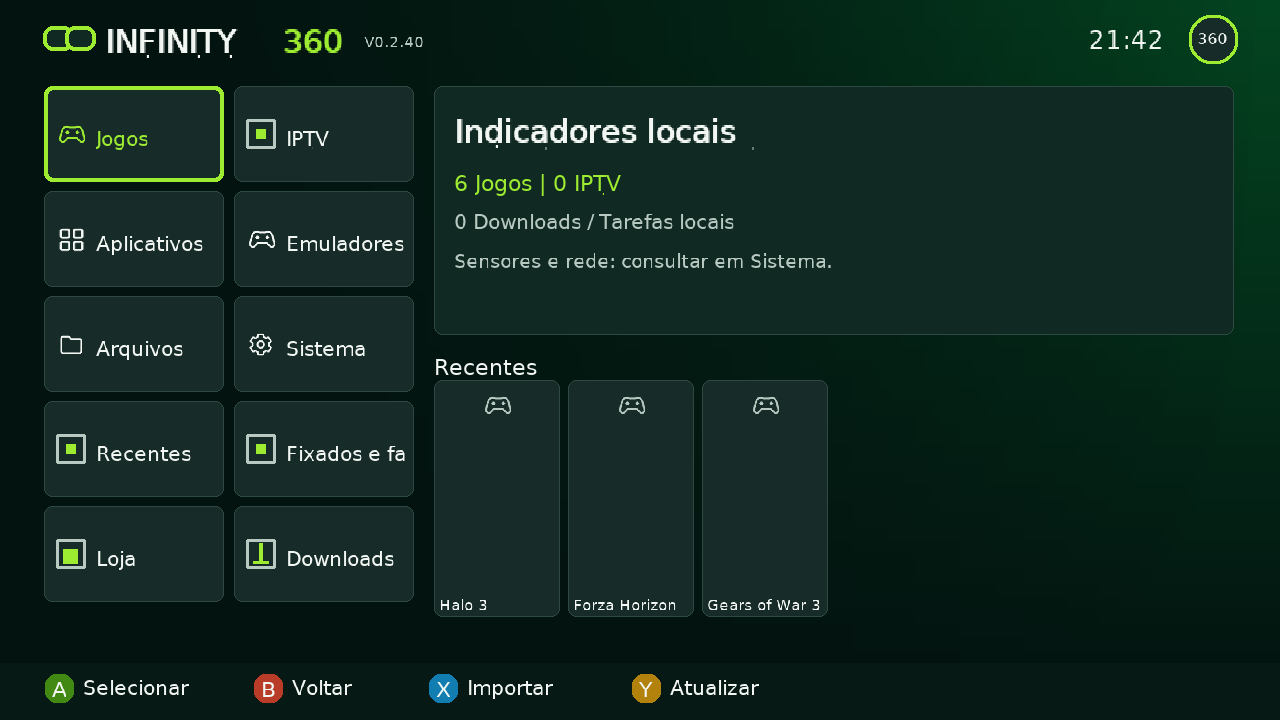 INFINITY 360 V0.2.40
21:42 360
Jogos
IPTV
Aplicativos
Emuladores
Arquivos
Sistema
Recentes
Fixados e fa
Loja
Downloads
Indicadores locais
6 Jogos | 0 IPTV
0 Downloads / Tarefas locais
Sensores e rede: consultar em Sistema.
Recentes
Halo 3
Forza Horizon
Gears of War 3
A Selecionar
B Voltar
X Importar
Y Atualizar